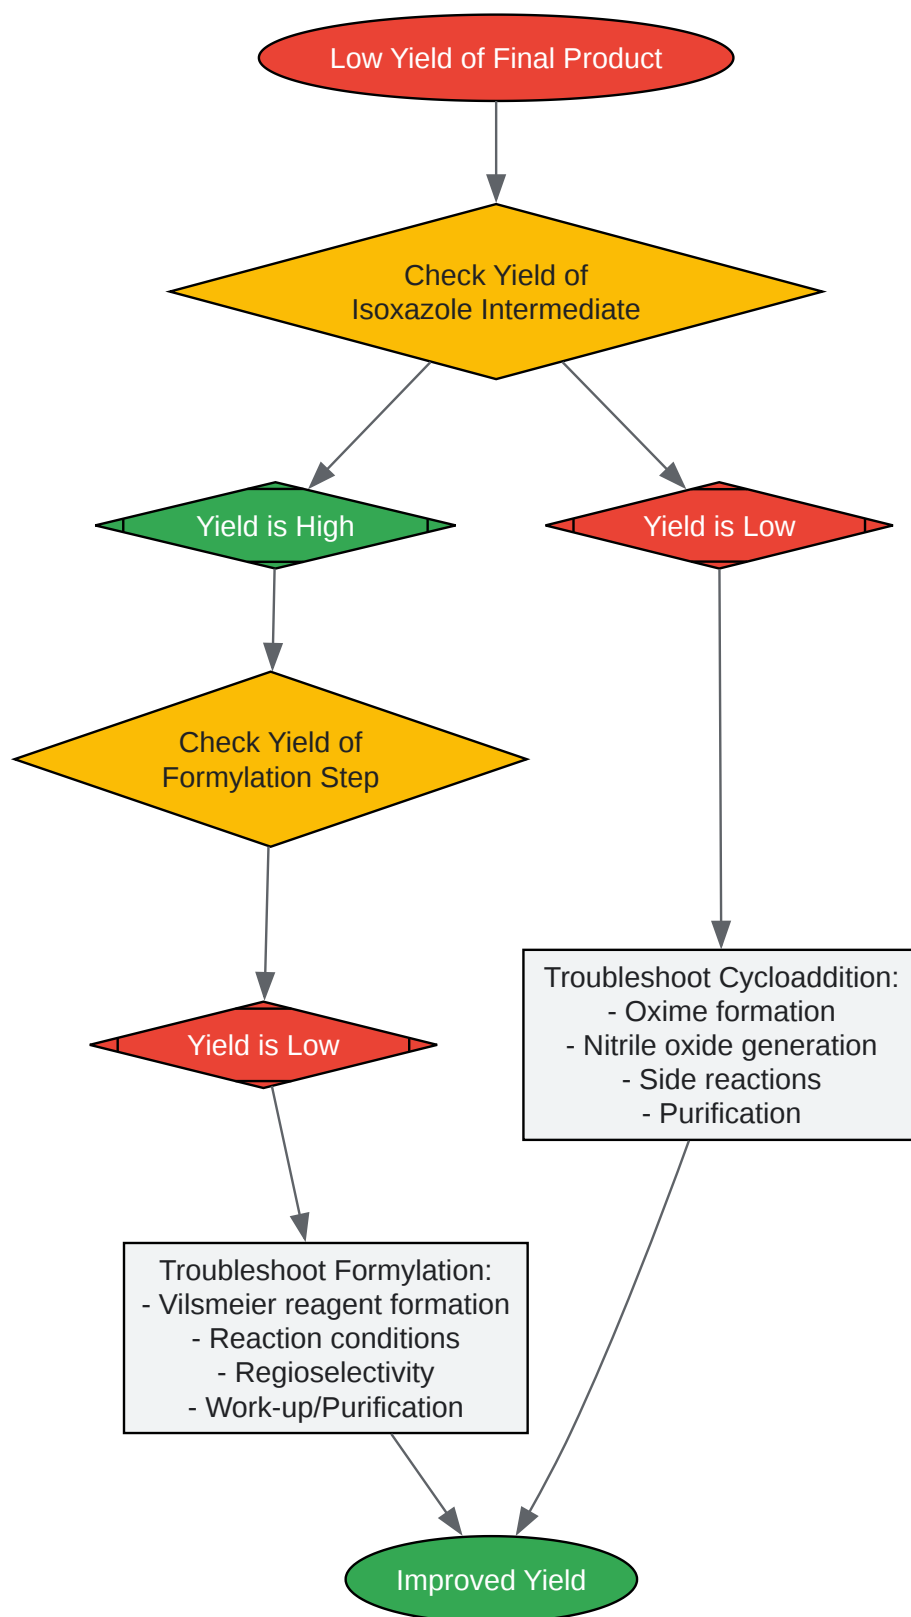 Low Yield of Final Product
Check Yield of
Isoxazole Intermediate
Yield is High
Yield is Low
Check Yield of
Formylation Step
Troubleshoot Cycloaddition:
- Oxime formation
- Nitrile oxide generation
- Side reactions
- Purification
Yield is Low
Troubleshoot Formylation:
- Vilsmeier reagent formation
- Reaction conditions
- Regioselectivity
- Work-up/Purification
Improved Yield